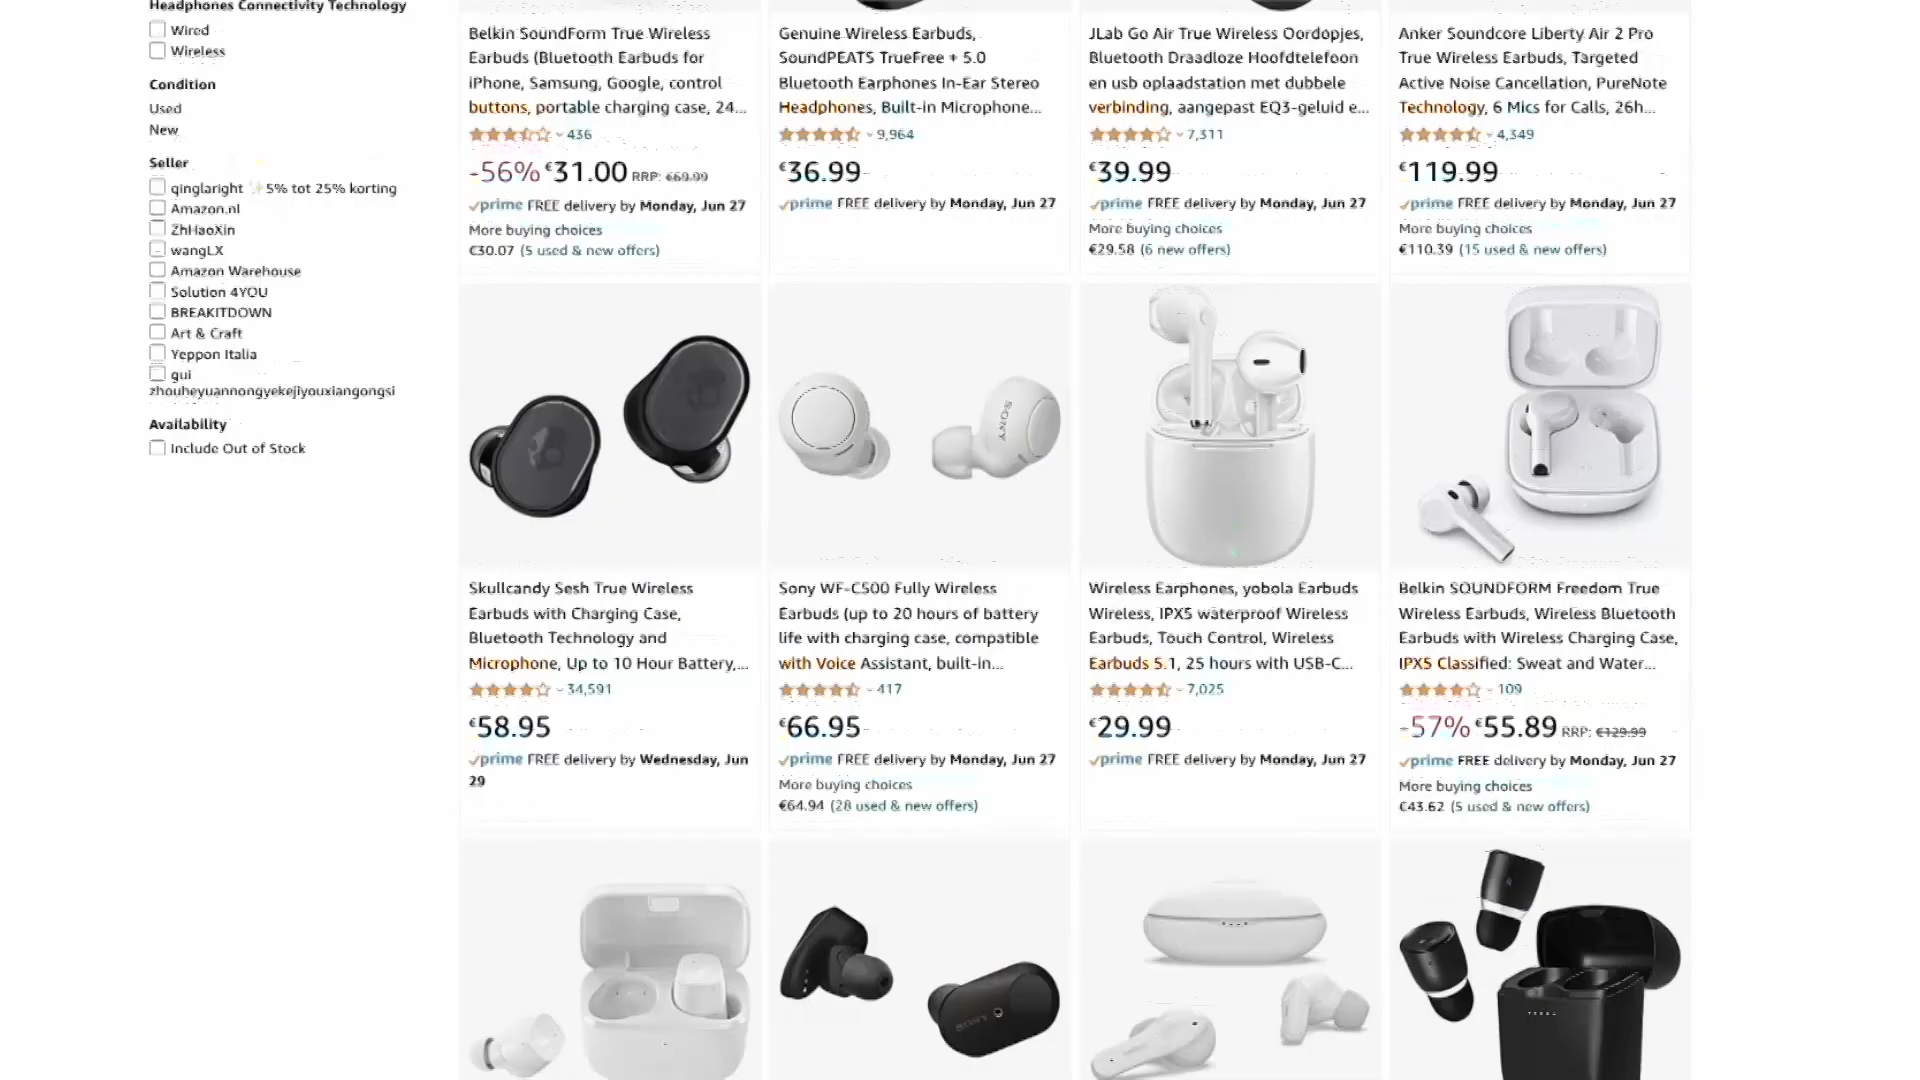 Headphones Connectivity Technology
Wired
Wireless
Condition
Used
New
Seller
qinglaright ✨5% tot 25% korting
Amazon.nl
ZhHaoXin
wangLX
Amazon Warehouse
Solution 4YOU
BREAKITDOWN
Art & Craft
Yeppon Italia
gui
zhouheyuannongyekejiyouxiangongsi
Availability
Include Out of Stock
Belkin SoundForm True Wireless
Earbuds (Bluetooth Earbuds for
iPhone, Samsung, Google, control
buttons, portable charging case, 24...
436
-56% €31.00 RRP: €69.99
prime FREE delivery by Monday, Jun 27
More buying choices
€30.07 (5 used & new offers)
Genuine Wireless Earbuds,
SoundPEATS TrueFree + 5.0
Bluetooth Earphones In-Ear Stereo
Headphones, Built-in Microphone...
9,964
€36.99
prime FREE delivery by Monday, Jun 27
JLab Go Air True Wireless Oordopjes,
Bluetooth Draadloze Hoofdtelefoon
en usb oplaadstation met dubbele
verbinding, aangepast EQ3-geluid e...
7,311
€39.99
prime FREE delivery by Monday, Jun 27
More buying choices
€29.58 (6 new offers)
Anker Soundcore Liberty Air 2 Pro
True Wireless Earbuds, Targeted
Active Noise Cancellation, PureNote
Technology, 6 Mics for Calls, 26h...
4,349
€119.99
prime FREE delivery by Monday, Jun 27
More buying choices
€110.39 (15 used & new offers)
SONY
Skullcandy Sesh True Wireless
Earbuds with Charging Case,
Bluetooth Technology and
Microphone, Up to 10 Hour Battery,...
34,591
€58.95
prime FREE delivery by Wednesday, Jun
29
Sony WF-C500 Fully Wireless
Earbuds (up to 20 hours of battery
life with charging case, compatible
with Voice Assistant, built-in...
417
€66.95
prime FREE delivery by Monday, Jun 27
More buying choices
€64.94 (28 used & new offers)
Wireless Earphones, yobola Earbuds
Wireless, IPX5 waterproof Wireless
Earbuds, Touch Control, Wireless
Earbuds 5.1, 25 hours with USB-C...
7,025
€29.99
prime FREE delivery by Monday, Jun 27
Belkin SOUNDFORM Freedom True
Wireless Earbuds, Wireless Bluetooth
Earbuds with Wireless Charging Case,
IPX5 Classified: Sweat and Water...
109
-57% €55.89 RRP: €129.99
prime FREE delivery by Monday, Jun 27
More buying choices
€43.62 (5 used & new offers)
SONY